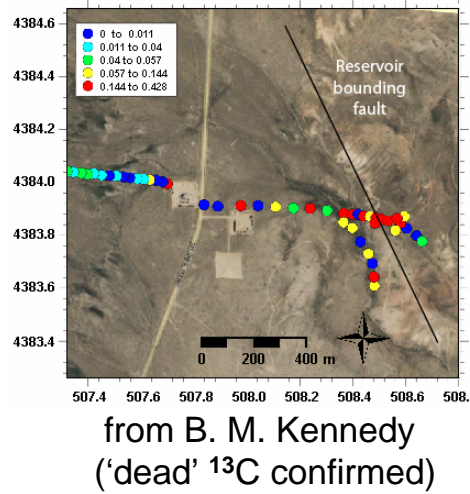 4384.6
0 to 0.011
0.011 to 0.04
0.04 to 0.057
0.057 to 0.144
0.144 to 0.428
Reservoir
bounding
fault
4384.4
4384.2
4384.0
4383.8
4383.6
4383.4
0 200 400 m
507.4 507.6 507.8 508.0 508.2 508.4 508.6 508.
from B. M. Kennedy
(‘dead’ ¹³C confirmed)